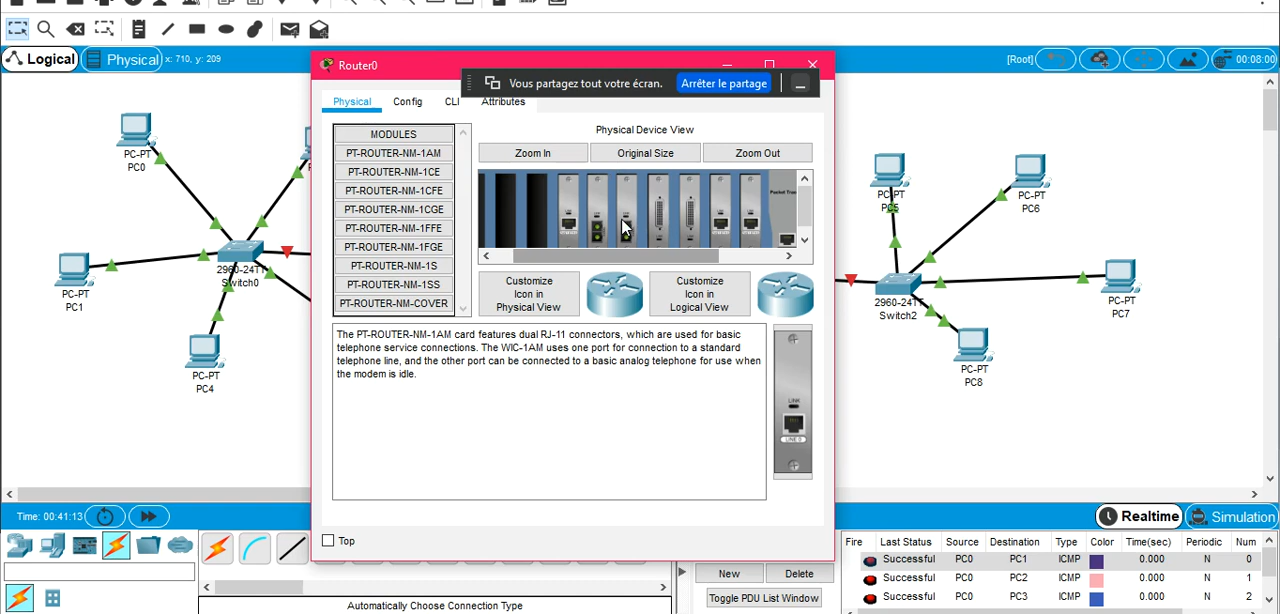 Logical
Physical
x: 710, y: 209
[Root]
00:08:00
Router0
Vous partagez tout votre écran.
Arrêter le partage
Physical
Config
CLI
Attributes
MODULES
PT-ROUTER-NM-1AM
PT-ROUTER-NM-1CE
PT-ROUTER-NM-1CFE
PT-ROUTER-NM-1CGE
PT-ROUTER-NM-1FFE
PT-ROUTER-NM-1FGE
PT-ROUTER-NM-1S
PT-ROUTER-NM-1SS
PT-ROUTER-NM-COVER
Physical Device View
Zoom In
Original Size
Zoom Out
Customize
Icon in
Physical View
Customize
Icon in
Logical View
The PT-ROUTER-NM-1AM card features dual RJ-11 connectors, which are used for basic
telephone service connections. The WIC-1AM uses one port for connection to a standard
telephone line, and the other port can be connected to a basic analog telephone for use when
the modem is idle.
LINK
LINE 0
Top
PC-PT
PC0
PC-PT
PC1
2960-24TT
Switch0
PC-PT
PC4
PC-PT
PC5
PC-PT
PC6
2960-24TT
Switch2
PC-PT
PC7
PC-PT
PC8
Time: 00:41:13
Realtime
Simulation
Automatically Choose Connection Type
New
Delete
Toggle PDU List Window
Fire Last Status Source Destination Type Color Time(sec) Periodic Num
Successful PC0 PC1 ICMP 0.000 N 0
Successful PC0 PC2 ICMP 0.000 N 1
Successful PC0 PC3 ICMP 0.000 N 2